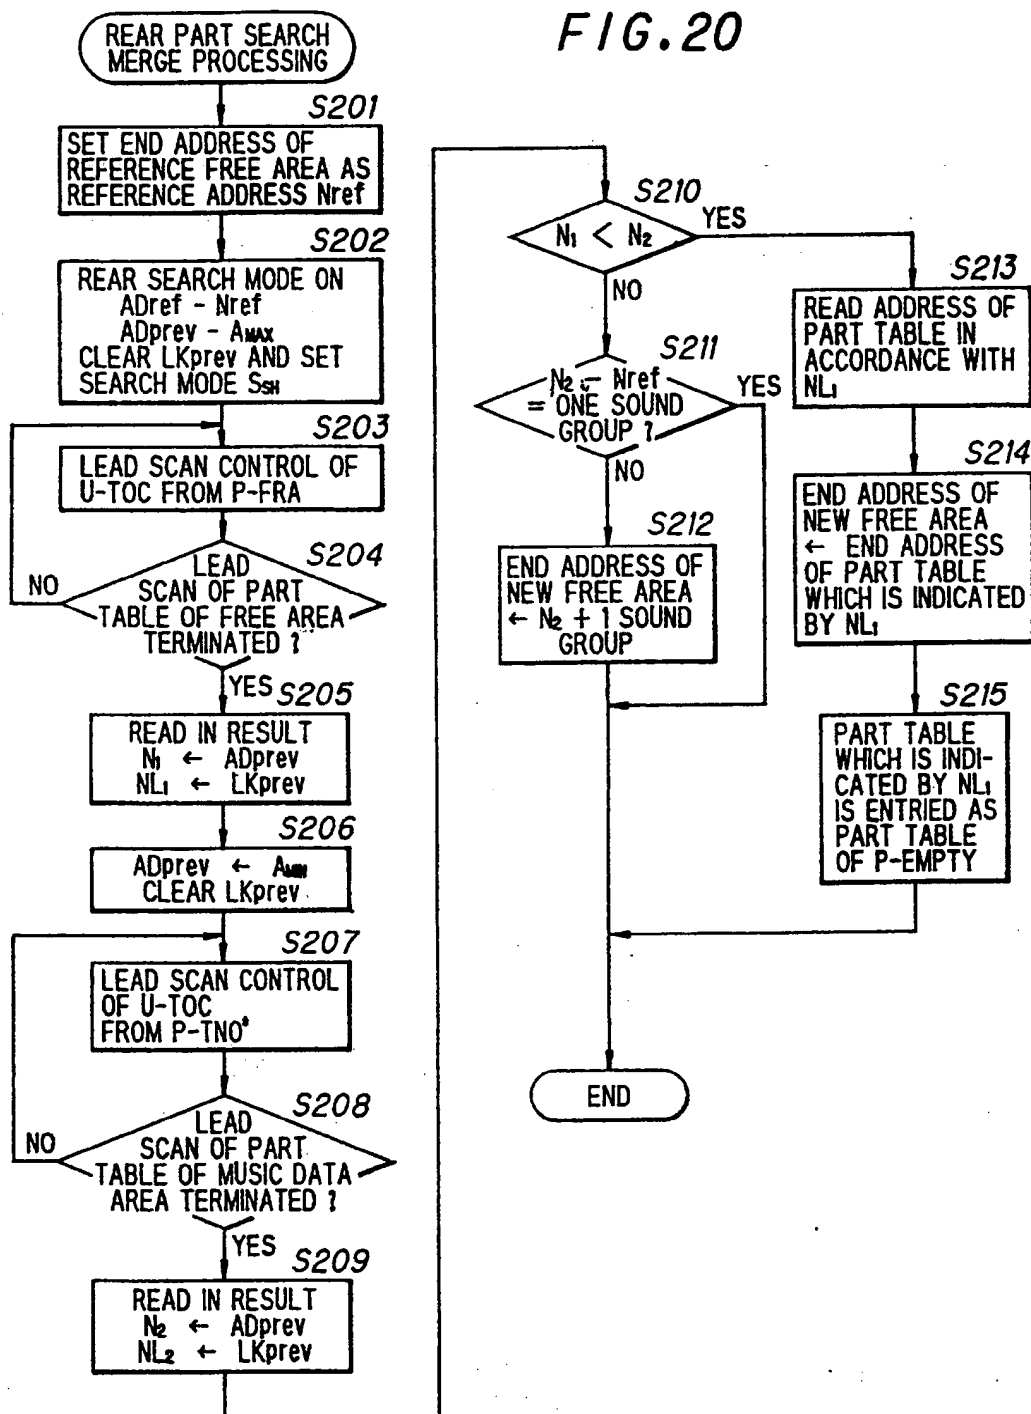 FIG.20
REAR PART SEARCH
MERGE PROCESSING
S201
SET END ADDRESS OF
REFERENCE FREE AREA AS
REFERENCE ADDRESS Nref
S202
REAR SEARCH MODE ON
ADref - Nref
ADprev - AMAX
CLEAR LKprev AND SET
SEARCH MODE SSH
S203
LEAD SCAN CONTROL OF
U-TOC FROM P-FRA
S204
LEAD
SCAN OF PART
TABLE OF FREE AREA
TERMINATED ?
NO
YES
S205
READ IN RESULT
N1 ← ADprev
NL1 ← LKprev
S206
ADprev ← AMIN
CLEAR LKprev
S207
LEAD SCAN CONTROL
OF U-TOC
FROM P-TNO*
S208
LEAD
SCAN OF PART
TABLE OF MUSIC DATA
AREA TERMINATED ?
NO
YES
S209
READ IN RESULT
N2 ← ADprev
NL2 ← LKprev
S210
N1 < N2
YES
NO
S211
N2 - Nref
= ONE SOUND
GROUP ?
YES
NO
S212
END ADDRESS OF
NEW FREE AREA
← N2 + 1 SOUND
GROUP
S213
READ ADDRESS OF
PART TABLE IN
ACCORDANCE WITH
NL1
S214
END ADDRESS OF
NEW FREE AREA
← END ADDRESS
OF PART TABLE
WHICH IS INDICATED
BY NL1
S215
PART TABLE
WHICH IS INDI-
CATED BY NL1
IS ENTRIED AS
PART TABLE
OF P-EMPTY
END